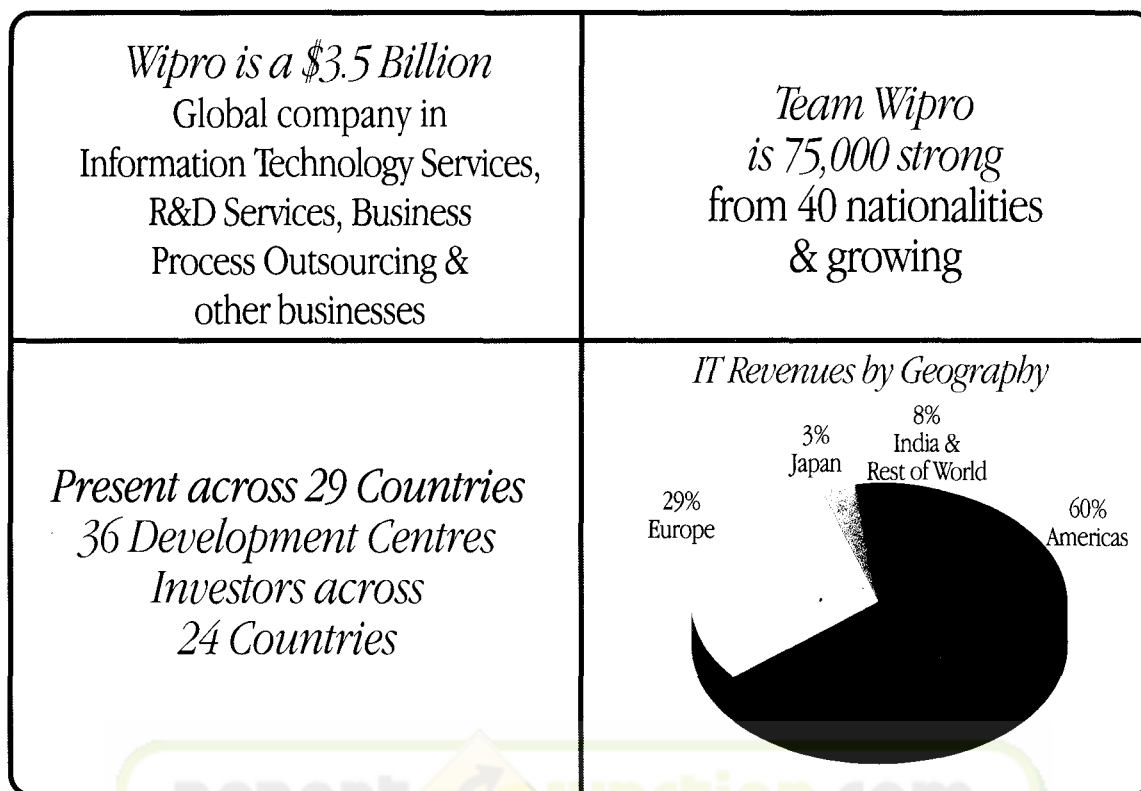 Wipro is a $3.5 Billion
Global company in
Information Technology Services,
R&D Services, Business
Process Outsourcing &
other businesses
Team Wipro
is 75,000 strong
from 40 nationalities
& growing
Present across 29 Countries
36 Development Centres
Investors across
24 Countries
IT Revenues by Geography
29%
Europe
3%
Japan
8%
India &
Rest of World
60%
Americas